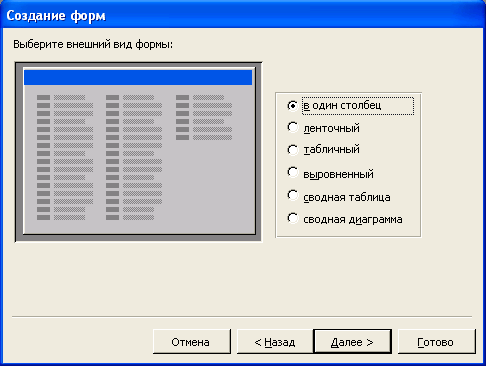 Создание форм
Выберите внешний вид формы:
в один столбец
ленточный
табличный
выровненный
сводная таблица
сводная диаграмма
Отмена
< Назад
Далее >
Готово